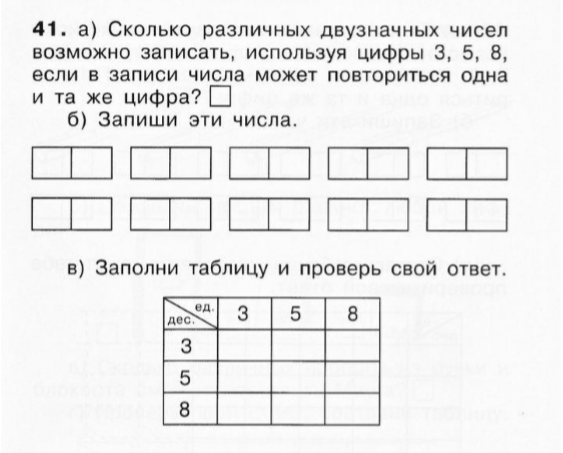 41. а) Сколько различных двузначных чисел
возможно записать, используя цифры 3, 5, 8,
если в записи числа может повториться одна
и та же цифра?
б) Запиши эти числа.
в) Заполни таблицу и проверь свой ответ.
дес. ед. 3 5 8
3
5
8